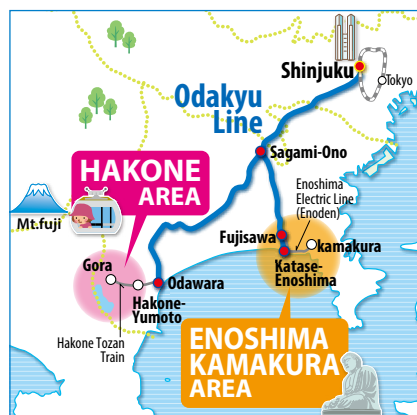 Shinjuku
Tokyo
Odakyu
Line
Sagami-Ono
HAKONE
AREA
Mt.fuji
Enoshima
Electric Line
(Enoden)
Fujisawa
kamakura
Katase-
Enoshima
Gora
Odawara
Hakone-
Yumoto
Hakone Tozan
Train
ENOSHIMA
KAMAKURA
AREA